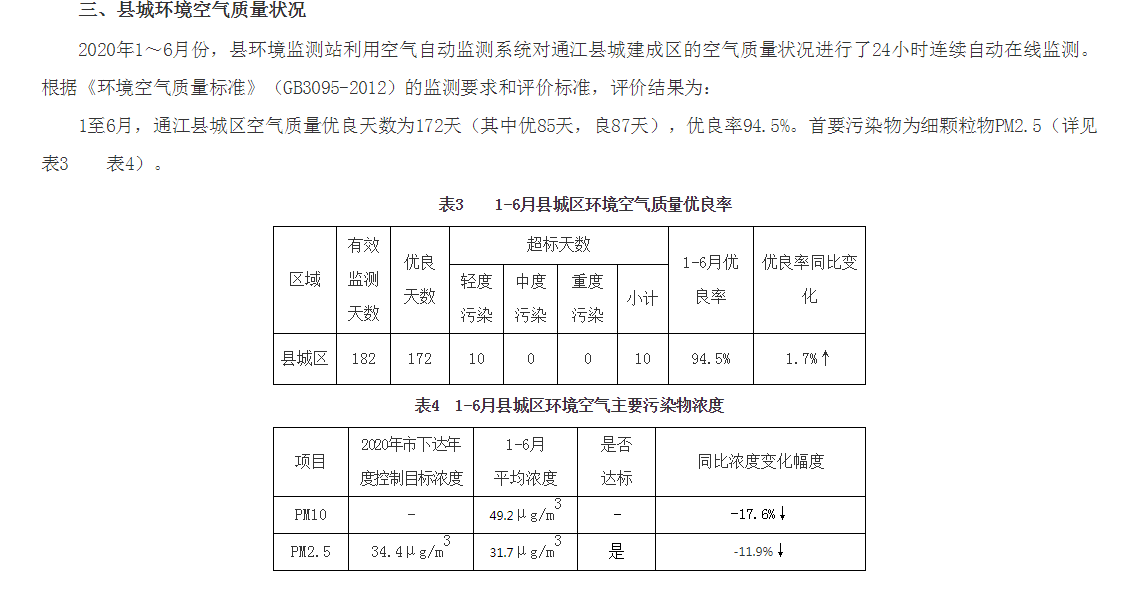 三、县城环境空气质量状况
2020年1～6月份，县环境监测站利用空气自动监测系统对通江县城建成区的空气质量状况进行了24小时连续自动在线监测。
根据《环境空气质量标准》（GB3095-2012）的监测要求和评价标准，评价结果为：
1至6月，通江县城区空气质量优良天数为172天（其中优85天，良87天），优良率94.5%。首要污染物为细颗粒物PM2.5（详见
表3 表4）。
表3 1-6月县城区环境空气质量优良率
区域 有效监测天数 优良天数 超标天数 1-6月优良率 优良率同比变化
轻度污染 中度污染 重度污染 小计
县城区 182 172 10 0 0 10 94.5% 1.7%↑
表4 1-6月县城区环境空气主要污染物浓度
项目 2020年市下达年度控制目标浓度 1-6月平均浓度 是否达标 同比浓度变化幅度
PM10 - 49.2μg/m³ - -17.6%↓
PM2.5 34.4μg/m³ 31.7μg/m³ 是 -11.9%↓